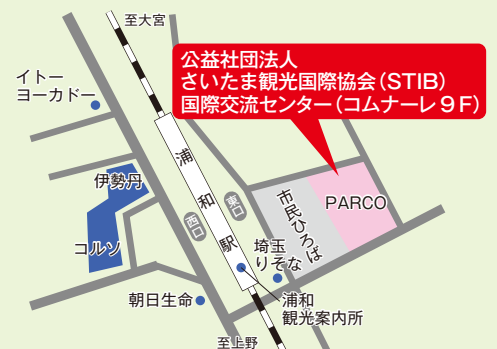 至大宮
公益社団法人
さいたま観光国際協会（STIB）
国際交流センター（コムナーレ９F）
イトー
ヨーカドー
伊勢丹
コルソ
浦和駅
西口
東口
市民ひろば
PARCO
埼玉
りそな
朝日生命
浦和
観光案内所
至上野